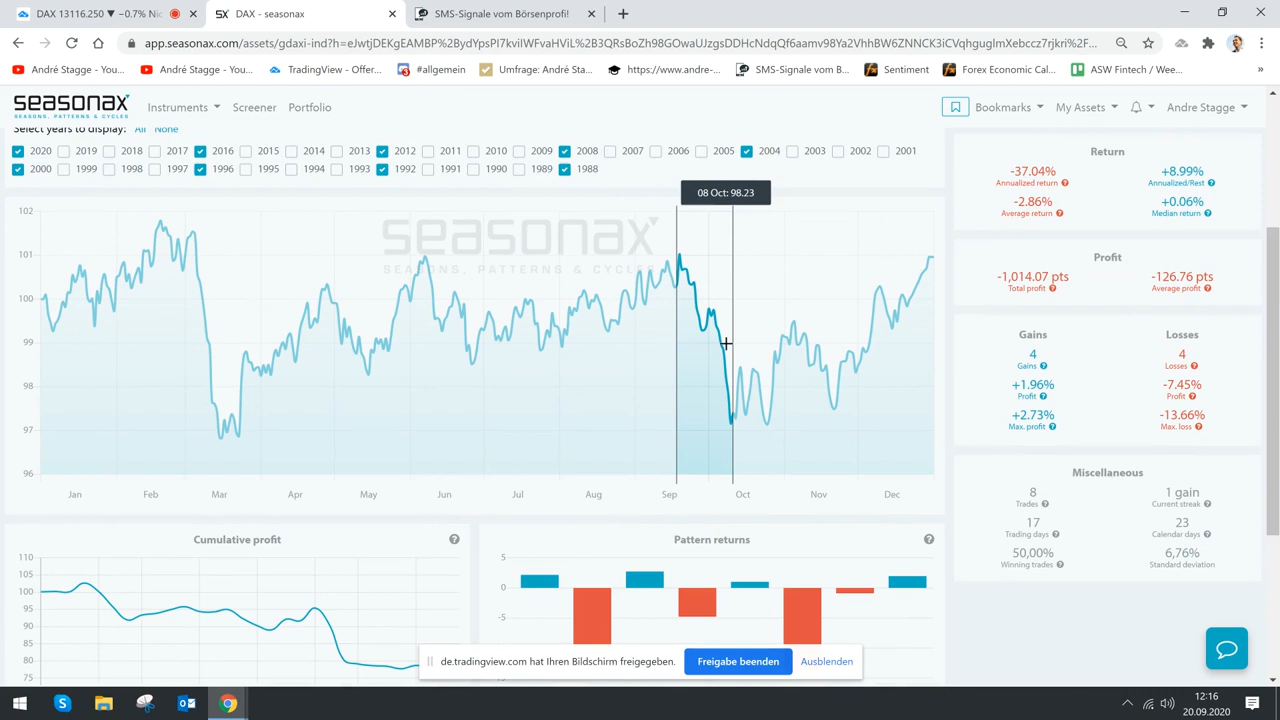 DAX 13116.250 ▼ −0.7% Nic
DAX - seasonax
SMS-Signale vom Börsenprofi!
André Stagge - You...
André Stagge - You...
TradingView - Offer...
#allgemein
Umfrage: André Sta...
https://www.andre-...
SMS-Signale vom B...
Sentiment
Forex Economic Cal...
ASW Fintech / Wee...
seasonax
SEASONS, PATTERNS & CYCLES
Instruments
Screener
Portfolio
Bookmarks
My Assets
Andre Stagge
Select years to display: All None
2020 2019 2018 2017 2016 2015 2014 2013 2012 2011 2010 2009 2008 2007 2006 2005 2004 2003 2002 2001
2000 1999 1998 1997 1996 1995 1994 1993 1992 1991 1990 1989 1988
08 Oct: 98.23
seasonax
SEASONS, PATTERNS & CYCLES
102
101
100
99
98
97
96
Jan Feb Mar Apr May Jun Jul Aug Sep Oct Nov Dec
Return
-37.04% +8.99%
Annualized return Annualized/Rest
-2.86% +0.06%
Average return Median return
Profit
-1,014.07 pts -126.76 pts
Total profit Average profit
Gains Losses
4 4
Gains Losses
+1.96% -7.45%
Profit Profit
+2.73% -13.66%
Max. profit Max. loss
Miscellaneous
8 1 gain
Trades Current streak
17 23
Trading days Calendar days
50,00% 6,76%
Winning trades Standard deviation
Cumulative profit
110
105
100
95
90
85
80
75
Pattern returns
5
0
-5
de.tradingview.com hat Ihren Bildschirm freigegeben.
Freigabe beenden
Ausblenden
12:16
20.09.2020